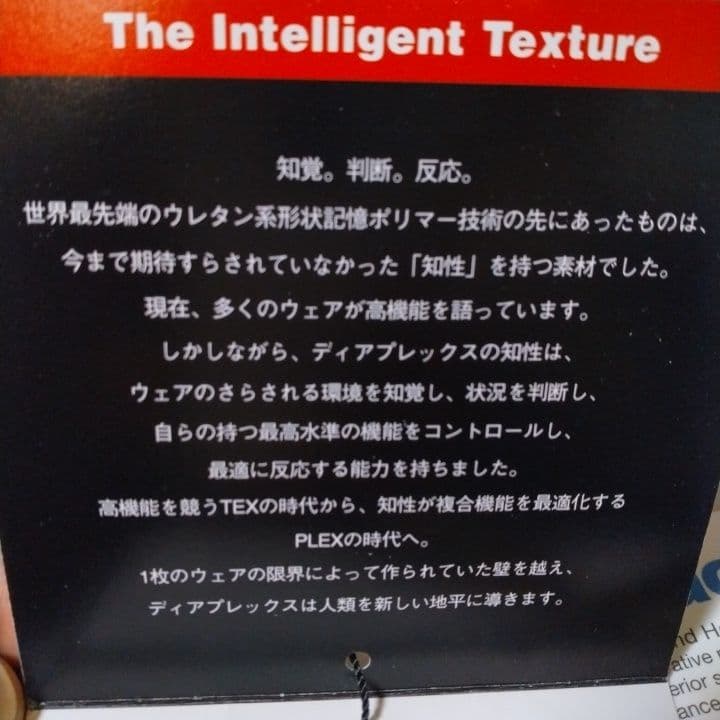 The Intelligent Texture
知覚。判断。反応。
世界最先端のウレタン系形状記憶ポリマー技術の先にあったものは、
今まで期待すらされていなかった「知性」を持つ素材でした。
現在、多くのウェアが高機能を語っています。
しかしながら、ディアプレックスの知性は、
ウェアのさらされる環境を知覚し、状況を判断し、
自らの持つ最高水準の機能をコントロールし、
最適に反応する能力を持ちました。
高機能を競うTEXの時代から、知性が複合機能を最適化する
PLEXの時代へ。
1枚のウェアの限界によって作られていた壁を越え、
ディアプレックスは人類を新しい地平に導きます。